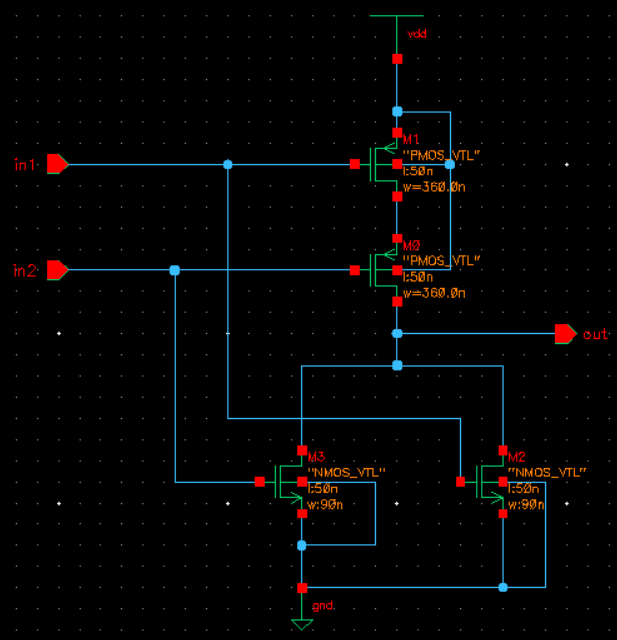 vdd
M1
in1
"PMOS_VTL"
l:50n
w=360.0n
M0
in2
"PMOS_VTL"
l:50n
w=360.0n
out
M3
"NMOS_VTL"
l:50n
w:90n
M2
"NMOS_VTL"
l:50n
w:90n
gnd